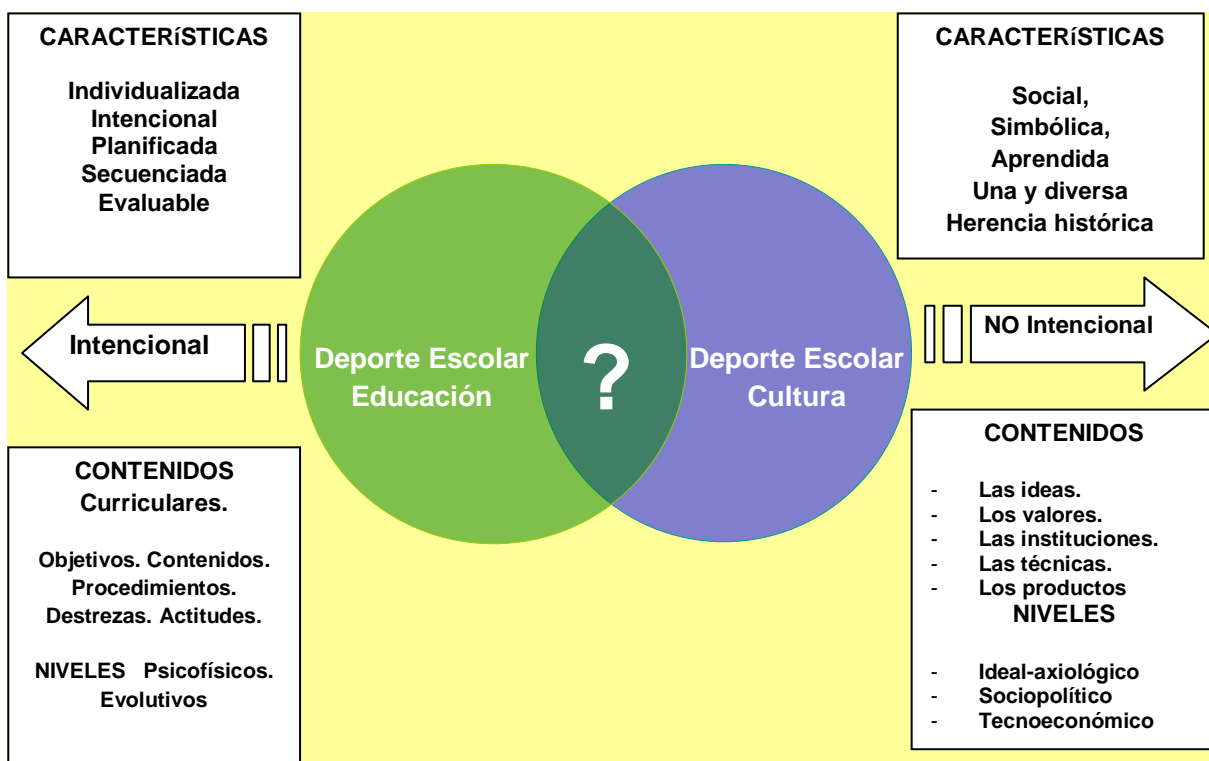 CARACTERíSTICAS
Individualizada
Intencional
Planificada
Secuenciada
Evaluable
Intencional
CONTENIDOS
Curriculares.
Objetivos. Contenidos.
Procedimientos.
Destrezas. Actitudes.
NIVELES Psicofísicos.
Evolutivos
Deporte Escolar
Educación
?
Deporte Escolar
Cultura
CARACTERíSTICAS
Social,
Simbólica,
Aprendida
Una y diversa
Herencia histórica
NO Intencional
CONTENIDOS
- Las ideas.
- Los valores.
- Las instituciones.
- Las técnicas.
- Los productos
NIVELES
- Ideal-axiológico
- Sociopolítico
- Tecnoeconómico